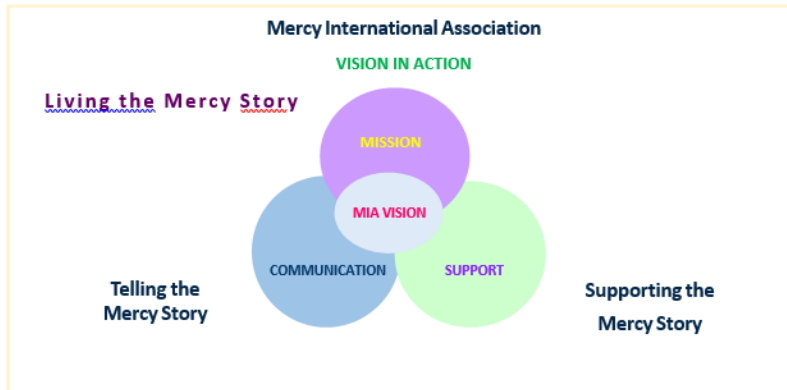 Mercy International Association
VISION IN ACTION
Living the Mercy Story
MISSION
MIA VISION
COMMUNICATION
SUPPORT
Telling the
Mercy Story
Supporting the
Mercy Story